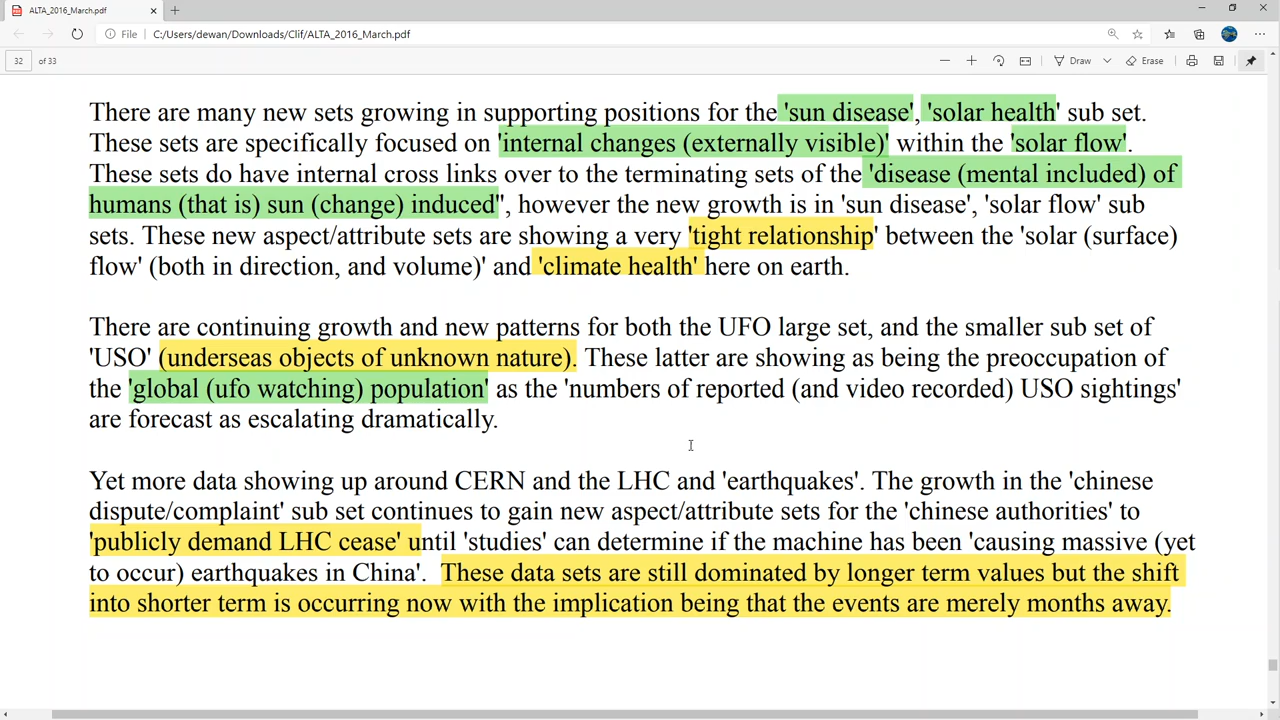 ALTA_2016_March.pdf
File C:/Users/dewan/Downloads/Clif/ALTA_2016_March.pdf
32 of 33 Draw Erase
There are many new sets growing in supporting positions for the 'sun disease', 'solar health' sub set.
These sets are specifically focused on 'internal changes (externally visible)' within the 'solar flow'.
These sets do have internal cross links over to the terminating sets of the 'disease (mental included) of
humans (that is) sun (change) induced'', however the new growth is in 'sun disease', 'solar flow' sub
sets. These new aspect/attribute sets are showing a very 'tight relationship' between the 'solar (surface)
flow' (both in direction, and volume)' and 'climate health' here on earth.
There are continuing growth and new patterns for both the UFO large set, and the smaller sub set of
'USO' (underseas objects of unknown nature). These latter are showing as being the preoccupation of
the 'global (ufo watching) population' as the 'numbers of reported (and video recorded) USO sightings'
are forecast as escalating dramatically.
Yet more data showing up around CERN and the LHC and 'earthquakes'. The growth in the 'chinese
dispute/complaint' sub set continues to gain new aspect/attribute sets for the 'chinese authorities' to
'publicly demand LHC cease' until 'studies' can determine if the machine has been 'causing massive (yet
to occur) earthquakes in China'. These data sets are still dominated by longer term values but the shift
into shorter term is occurring now with the implication being that the events are merely months away.